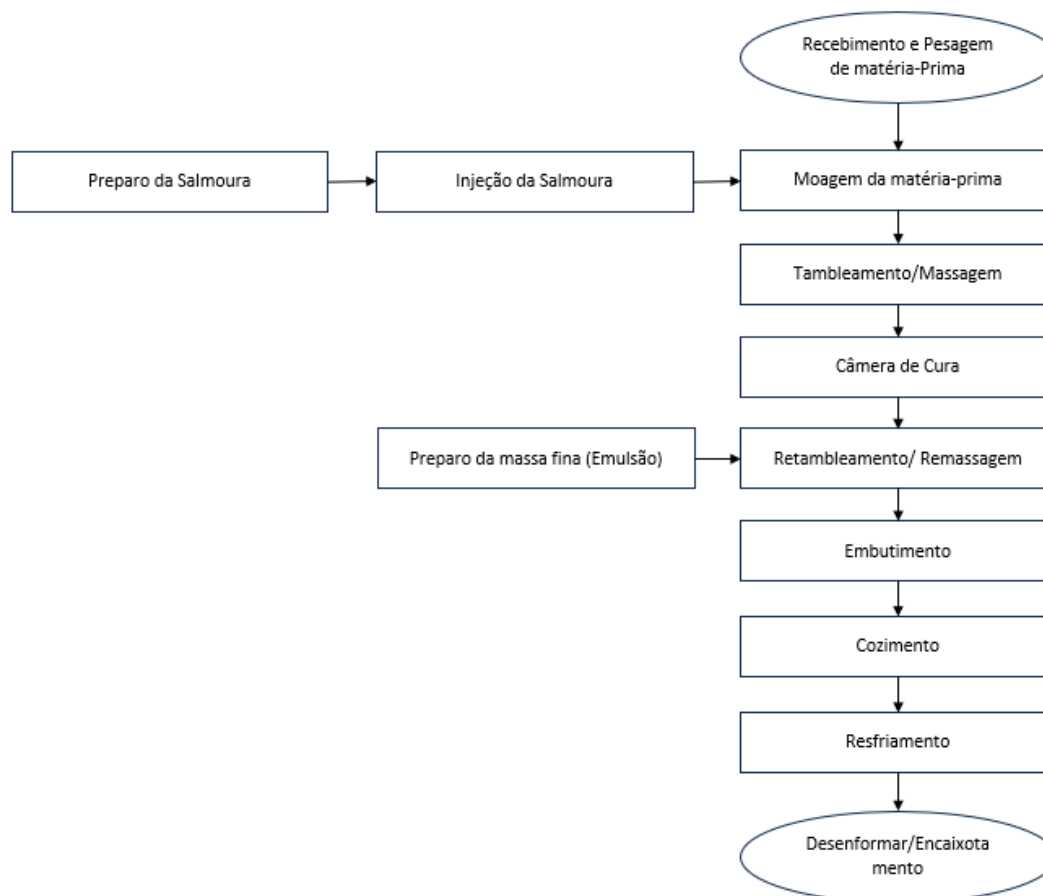 Recebimento e Pesagem
de matéria-Prima
Preparo da Salmoura
Injeção da Salmoura
Moagem da matéria-prima
Tambleamento/Massagem
Câmera de Cura
Preparo da massa fina (Emulsão)
Retambleamento/ Remassagem
Embutimento
Cozimento
Resfriamento
Desenformar/Encaixota
mento